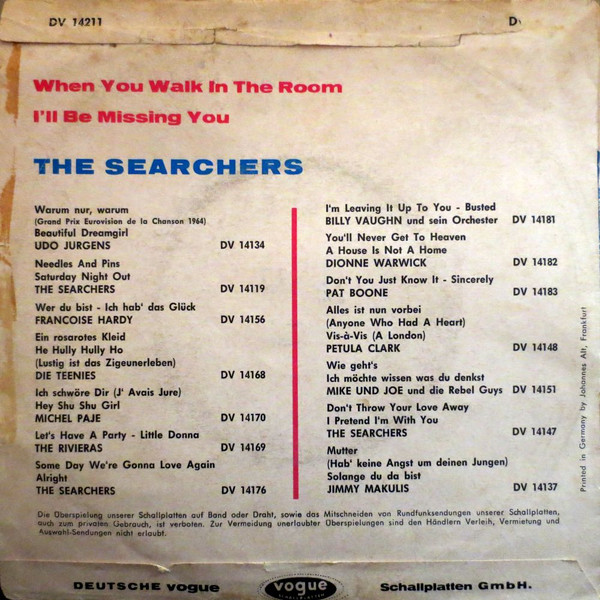 DV 14211
D
When You Walk In The Room
I'll Be Missing You
THE SEARCHERS
Warum nur, warum
(Grand Prix Eurovision de la Chanson 1964)
Beautiful Dreamgirl
UDO JURGENS DV 14134
Needles And Pins
Saturday Night Out
THE SEARCHERS DV 14119
Wer du bist - Ich hab' das Glück
FRANCOISE HARDY DV 14156
Ein rosarotes Kleid
He Hully Hully Ho
(Lustig ist das Zigeunerleben)
DIE TEENIES DV 14168
Ich schwöre Dir (J' Avais Jure)
Hey Shu Shu Girl
MICHEL PAJE DV 14170
Let's Have A Party - Little Donna
THE RIVIERAS DV 14169
Some Day We're Gonna Love Again
Alright
THE SEARCHERS DV 14176
I'm Leaving It Up To You - Busted
BILLY VAUGHN und sein Orchester DV 14181
You'll Never Get To Heaven
A House Is Not A Home
DIONNE WARWICK DV 14182
Don't You Just Know It - Sincerely
PAT BOONE DV 14183
Alles ist nun vorbei
(Anyone Who Had A Heart)
Vis-à-Vis (A London)
PETULA CLARK DV 14148
Wie geht's
Ich möchte wissen was du denkst
MIKE UND JOE und die Rebel Guys DV 14151
Don't Throw Your Love Away
I Pretend I'm With You
THE SEARCHERS DV 14147
Mutter
(Hab' keine Angst um deinen Jungen)
Solange du da bist
JIMMY MAKULIS DV 14137
Printed in Germany by Johannes Alt, Frankfurt
Die Überspielung unserer Schallplatten auf Band oder Draht, sowie das Mitschneiden von Rundfunksendungen unserer Schallplatten,
auch zum privaten Gebrauch, ist verboten. Zur Vermeidung unerlaubter Überspielungen sind den Händlern Verleih, Vermietung und
Auswahl-Sendungen nicht erlaubt.
DEUTSCHE vogue vogue Schallplatten GmbH.
SCHALLPLATTEN